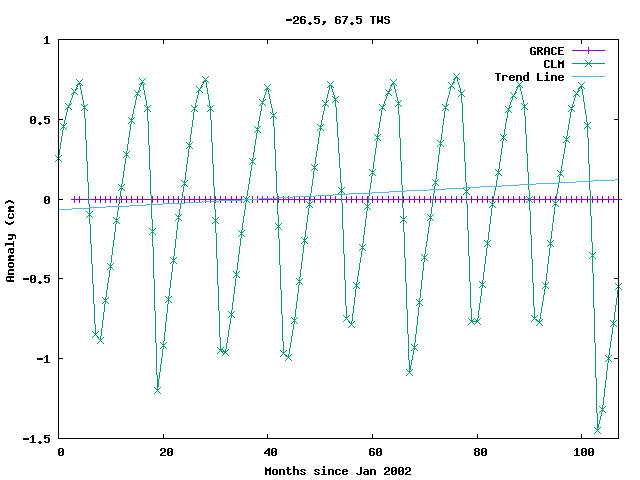 -26.5, 67.5 TWS
GRACE
CLM
Trend Line
1
0.5
0
-0.5
-1
-1.5
Anomaly (cm)
0 20 40 60 80 100
Months since Jan 2002